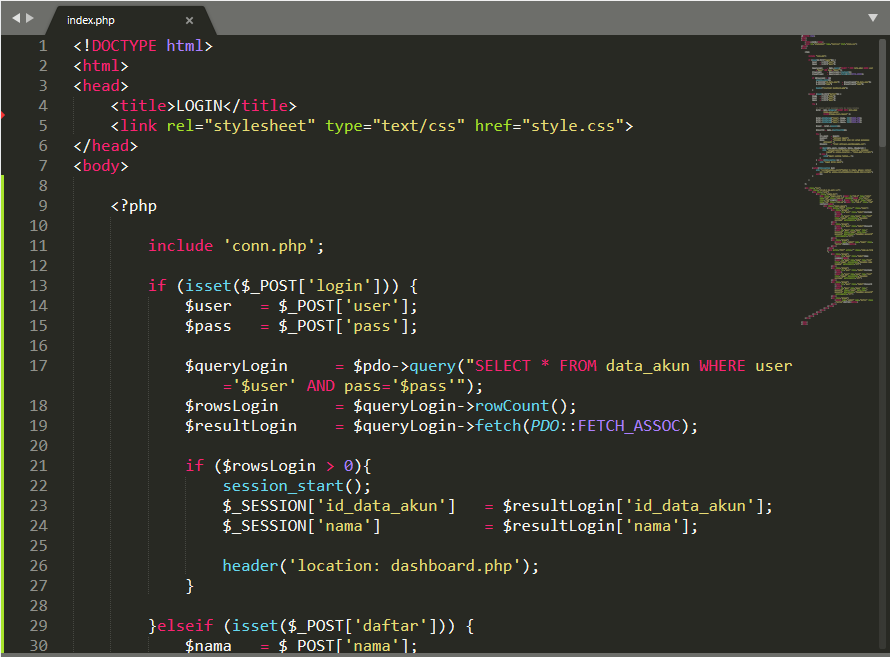 index.php ×
1 <!DOCTYPE html>
2 <html>
3 <head>
4 <title>LOGIN</title>
5 <link rel="stylesheet" type="text/css" href="style.css">
6 </head>
7 <body>
8
9 <?php
10
11 include 'conn.php';
12
13 if (isset($_POST['login'])) {
14 $user = $_POST['user'];
15 $pass = $_POST['pass'];
16
17 $queryLogin = $pdo->query("SELECT * FROM data_akun WHERE user
='$user' AND pass='$pass'");
18 $rowsLogin = $queryLogin->rowCount();
19 $resultLogin = $queryLogin->fetch(PDO::FETCH_ASSOC);
20
21 if ($rowsLogin > 0){
22 session_start();
23 $_SESSION['id_data_akun'] = $resultLogin['id_data_akun'];
24 $_SESSION['nama'] = $resultLogin['nama'];
25
26 header('location: dashboard.php');
27 }
28
29 }elseif (isset($_POST['daftar'])) {
30 $nama = $_POST['nama'];